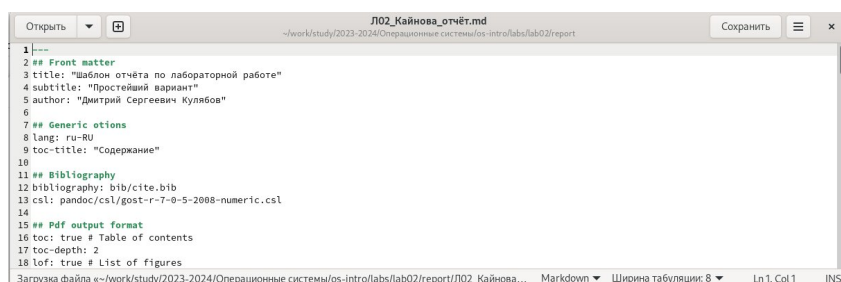 Открыть
Л02_Кайнова_отчёт.md
~/work/study/2023-2024/Операционные системы/os-intro/labs/lab02/report
Сохранить
1 ---
2 ## Front matter
3 title: "Шаблон отчёта по лабораторной работе"
4 subtitle: "Простейший вариант"
5 author: "Дмитрий Сергеевич Кулябов"
6
7 ## Generic otions
8 lang: ru-RU
9 toc-title: "Содержание"
10
11 ## Bibliography
12 bibliography: bib/cite.bib
13 csl: pandoc/csl/gost-r-7-0-5-2008-numeric.csl
14
15 ## Pdf output format
16 toc: true # Table of contents
17 toc-depth: 2
18 lof: true # List of figures
Загрузка файла «~/work/study/2023-2024/Операционные системы/os-intro/labs/lab02/report/Л02_Кайнова… Markdown Ширина табуляции: 8 Ln 1, Col 1 INS